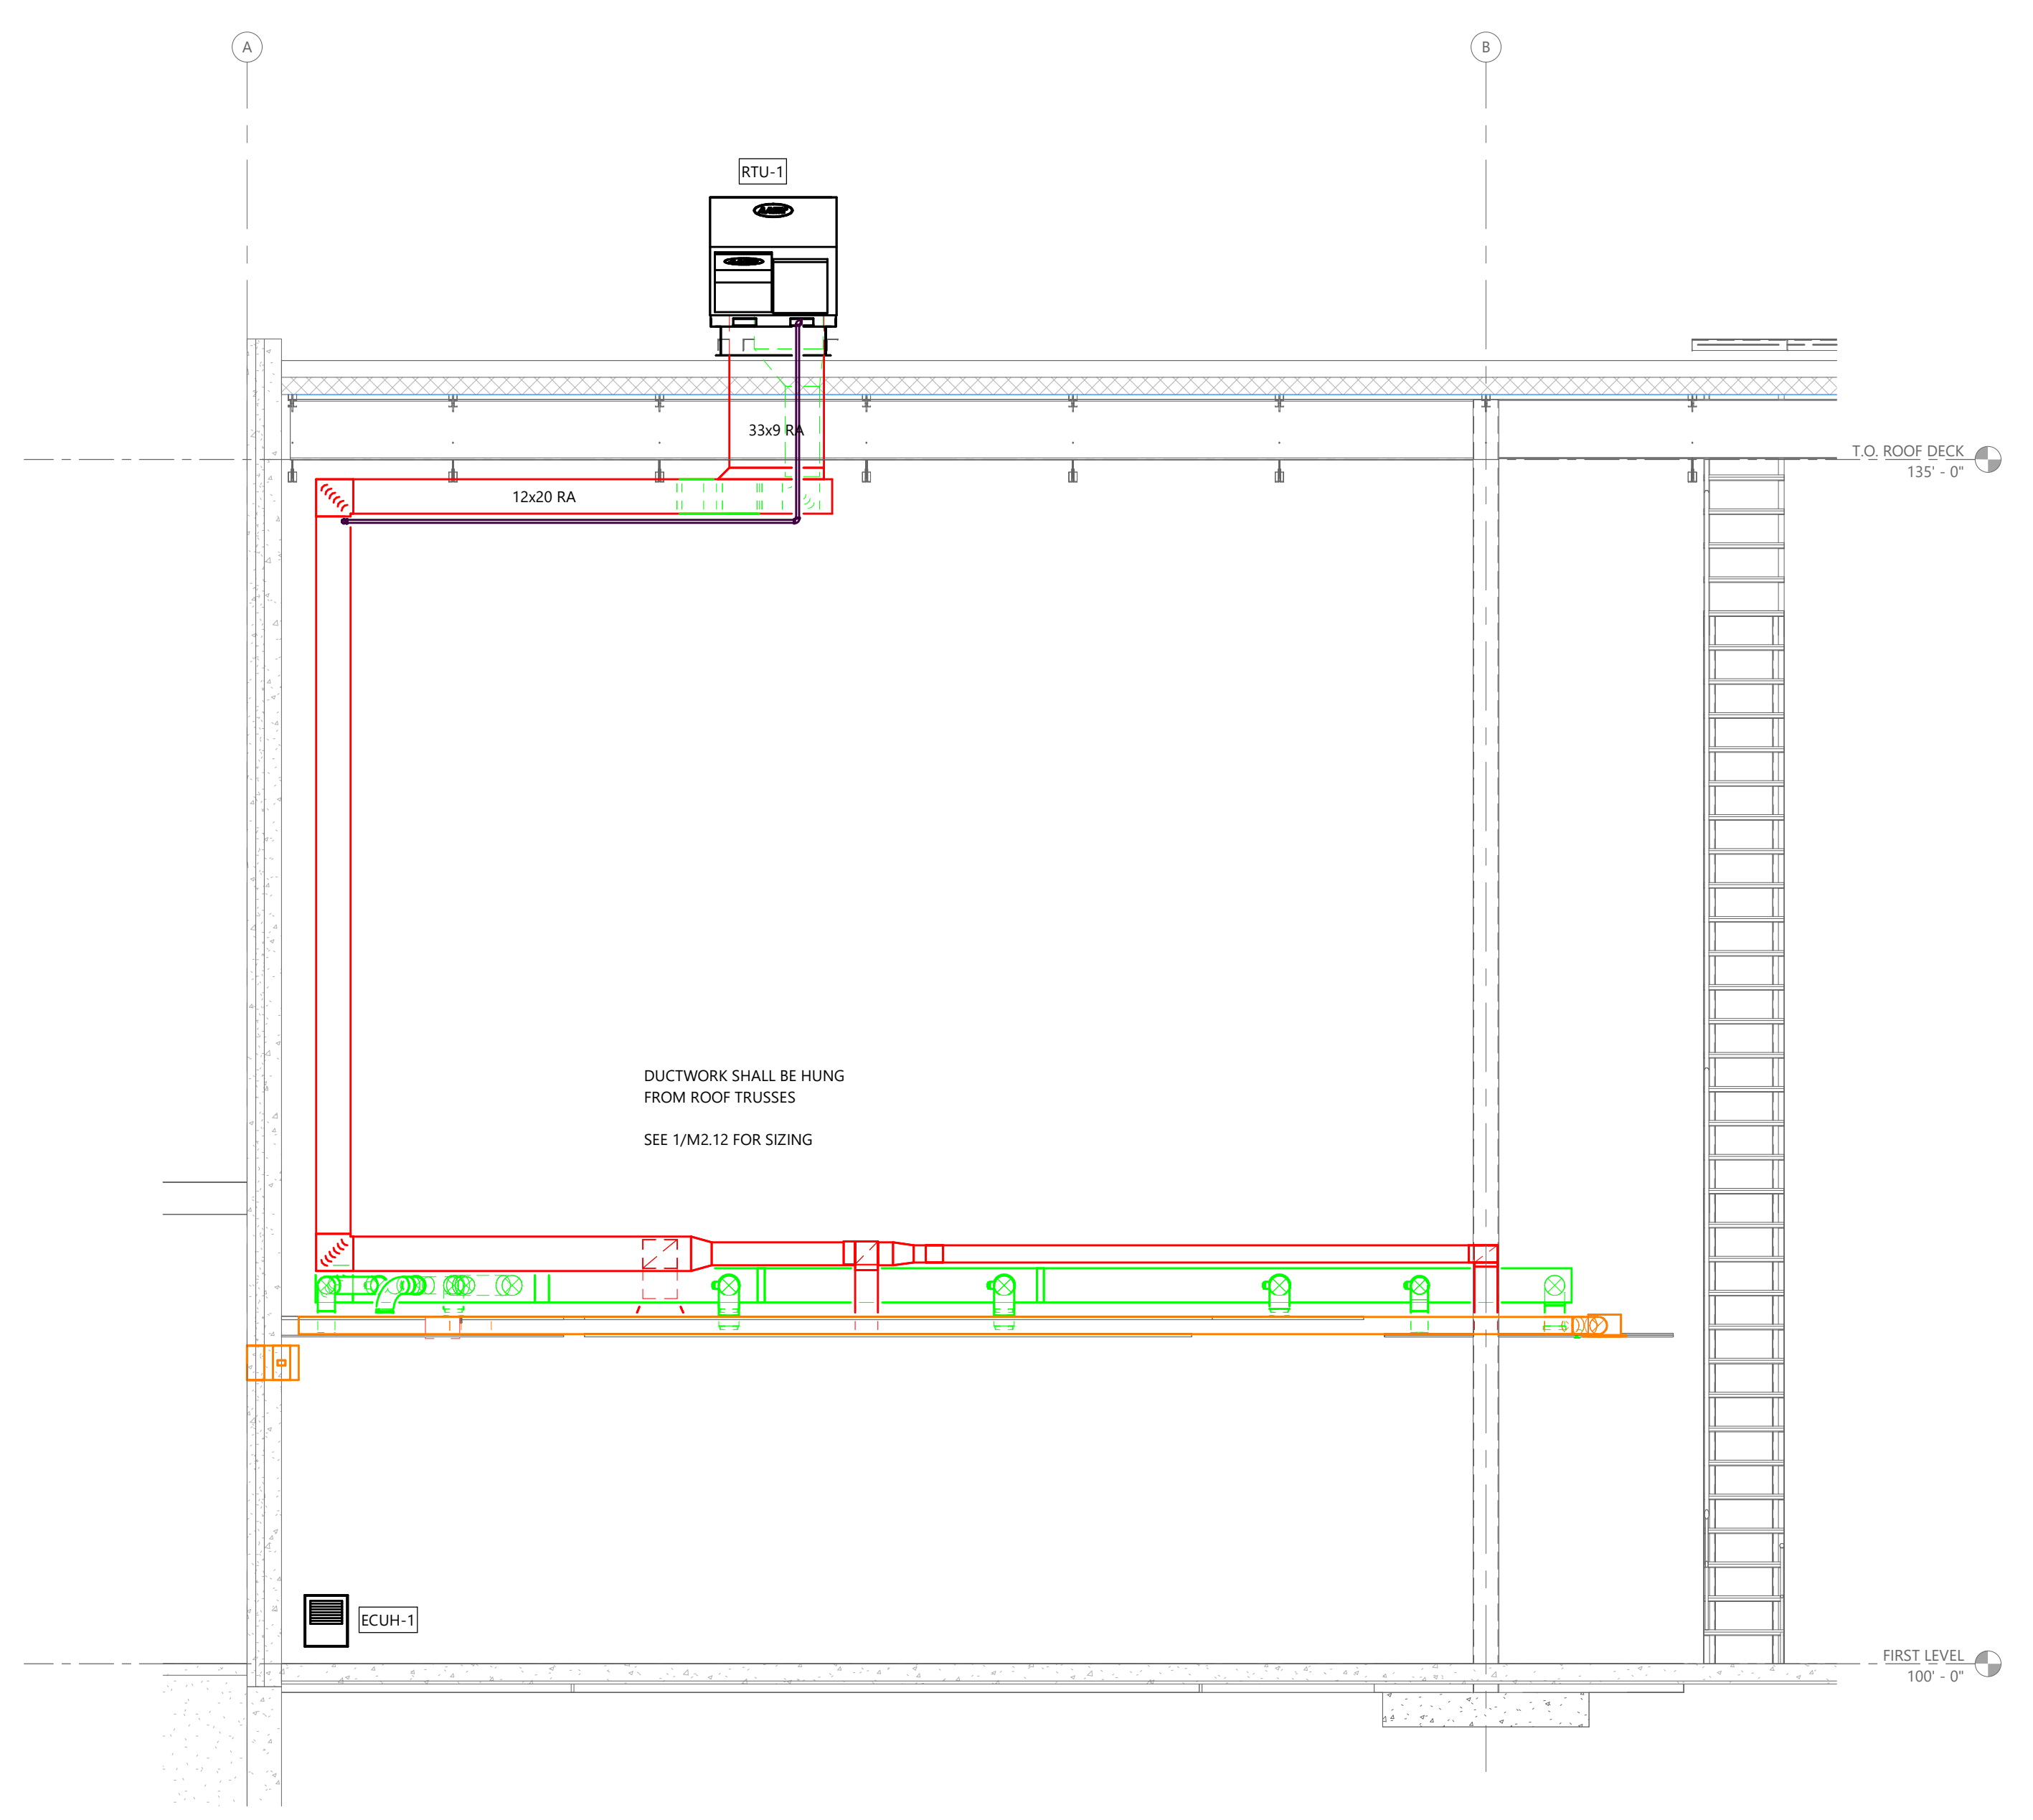 A
B
RTU-1
33x9 RA
T.O. ROOF DECK
135' - 0"
12x20 RA
DUCTWORK SHALL BE HUNG
FROM ROOF TRUSSES
SEE 1/M2.12 FOR SIZING
ECUH-1
FIRST LEVEL
100' - 0"